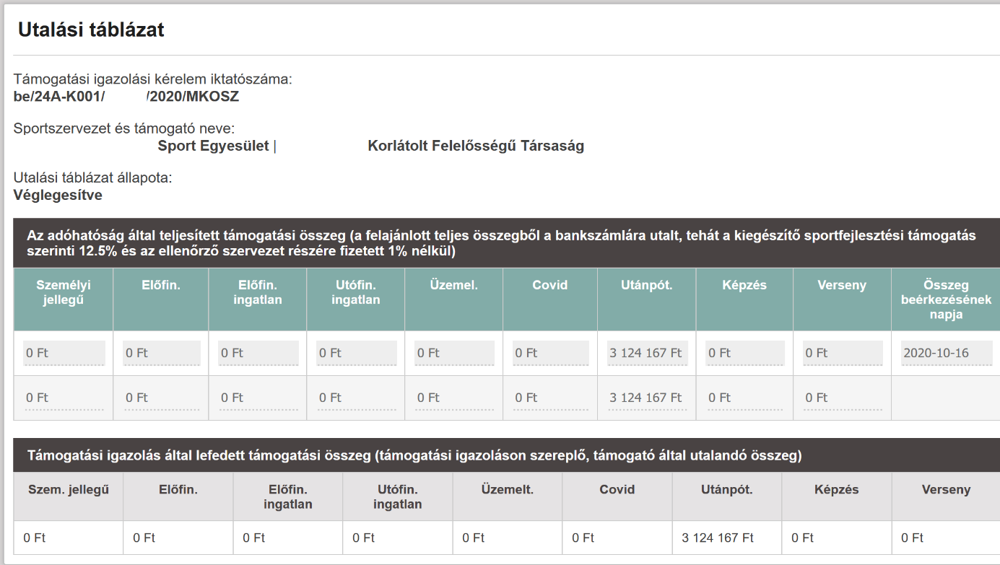 Utalási táblázat
Támogatási igazolási kérelem iktatószáma:
be/24A-K001/ /2020/MKOSZ
Sportszervezet és támogató neve:
Sport Egyesület | Korlátolt Felelősségű Társaság
Utalási táblázat állapota:
Véglegesítve
Az adóhatóság által teljesített támogatási összeg (a felajánlott teljes összegből a bankszámlára utalt, tehát a kiegészítő sportfejlesztési támogatás
szerinti 12.5% és az ellenőrző szervezet részére fizetett 1% nélkül)
Személyi jellegű Előfin. Előfin. ingatlan Utófin. ingatlan Üzemel. Covid Utánpót. Képzés Verseny Összeg beérkezésének napja
0 Ft 0 Ft 0 Ft 0 Ft 0 Ft 0 Ft 3 124 167 Ft 0 Ft 0 Ft 2020-10-16
0 Ft 0 Ft 0 Ft 0 Ft 0 Ft 0 Ft 3 124 167 Ft 0 Ft 0 Ft
Támogatási igazolás által lefedett támogatási összeg (támogatási igazoláson szereplő, támogató által utalandó összeg)
Szem. jellegű Előfin. Előfin. ingatlan Utófin. ingatlan Üzemelt. Covid Utánpót. Képzés Verseny
0 Ft 0 Ft 0 Ft 0 Ft 0 Ft 0 Ft 3 124 167 Ft 0 Ft 0 Ft